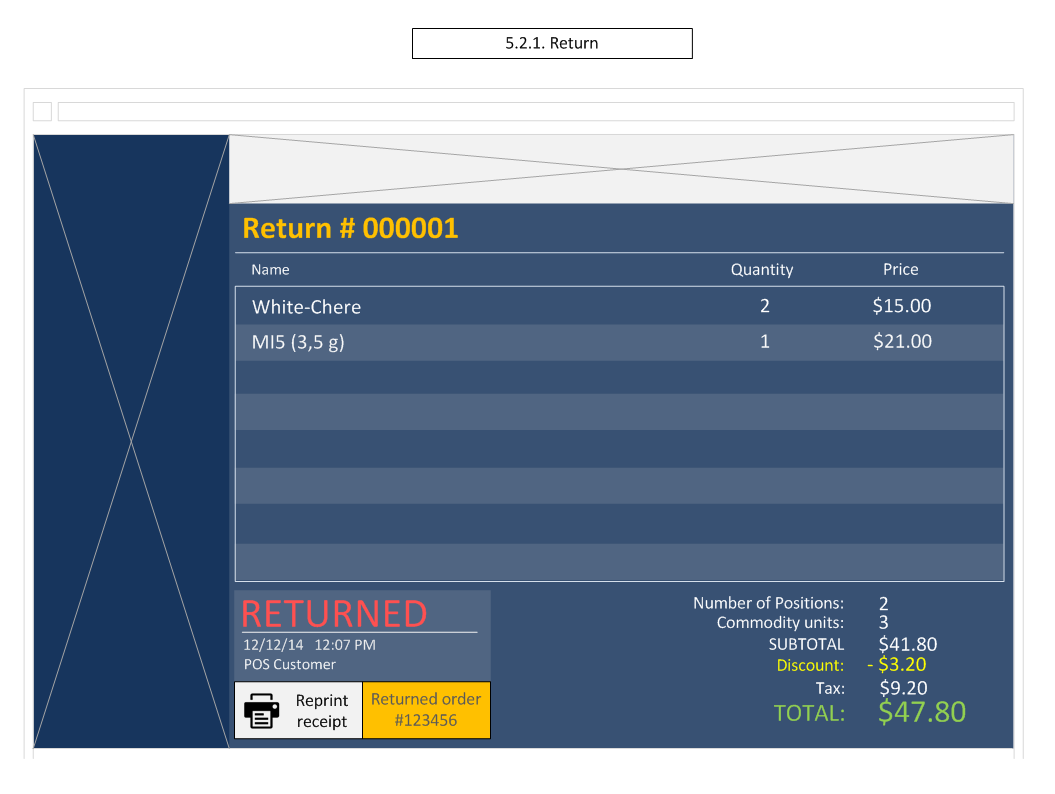 5.2.1. Return
Return # 000001
Name Quantity Price
White-Chere 2 $15.00
MI5 (3,5 g) 1 $21.00
RETURNED
12/12/14 12:07 PM
POS Customer
Reprint
receipt
Returned order
#123456
Number of Positions: 2
Commodity units: 3
SUBTOTAL $41.80
Discount: - $3.20
Tax: $9.20
TOTAL: $47.80